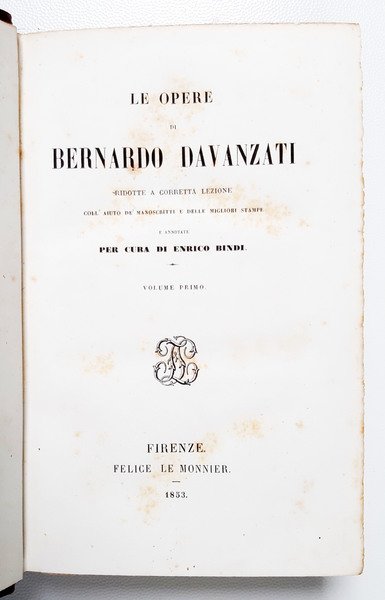 LE OPERE
DI
BERNARDO DAVANZATI
RIDOTTE A CORRETTA LEZIONE
COLL' AIUTO DE' MANOSCRITTI E DELLE MIGLIORI STAMPE
E ANNOTATE
PER CURA DI ENRICO BINDI.
VOLUME PRIMO.
FIRENZE.
FELICE LE MONNIER.
1853.